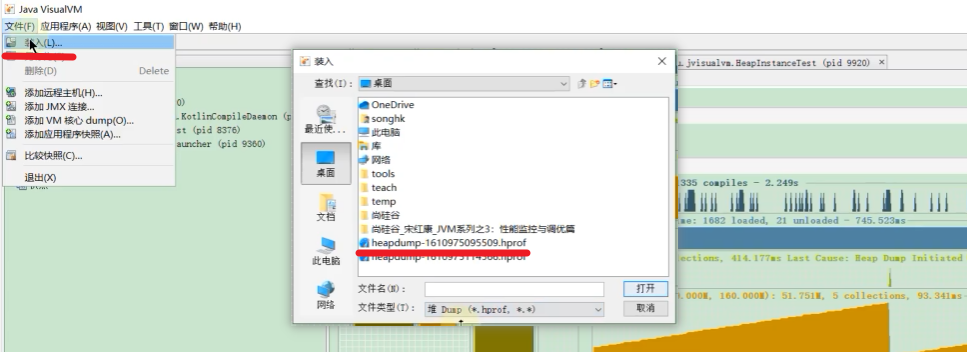 Java VisualVM
文件(F) 应用程序(A) 视图(V) 工具(T) 窗口(W) 帮助(H)
装入(L)...
删除(D) Delete
添加远程主机(H)...
添加 JMX 连接...
添加 VM 核心 dump(O)...
添加应用程序快照(A)...
比较快照(C)...
退出(X)
0)
.KotlinCompileDaemon (p
st (pid 8376)
auncher (pid 9360)
装入
查找(I):
桌面
最近使...
桌面
文档
此电脑
网络
OneDrive
songhk
此电脑
库
网络
tools
teach
temp
尚硅谷
尚硅谷_宋红康_JVM系列之3：性能监控与调优篇
heapdump-1610975095509.hprof
文件名(N):
打开
文件类型(T):
堆 Dump (*.hprof, *.*)
取消
jvisualvm.HeapInstanceTest (pid 9920)
335 compiles - 2.249s
me: 1682 loaded, 21 unloaded - 745.523ms
ections, 414.177ms Last Cause: Heap Dump Initiated
0.000M, 160.000M): 51.751M, 5 collections, 93.341ms